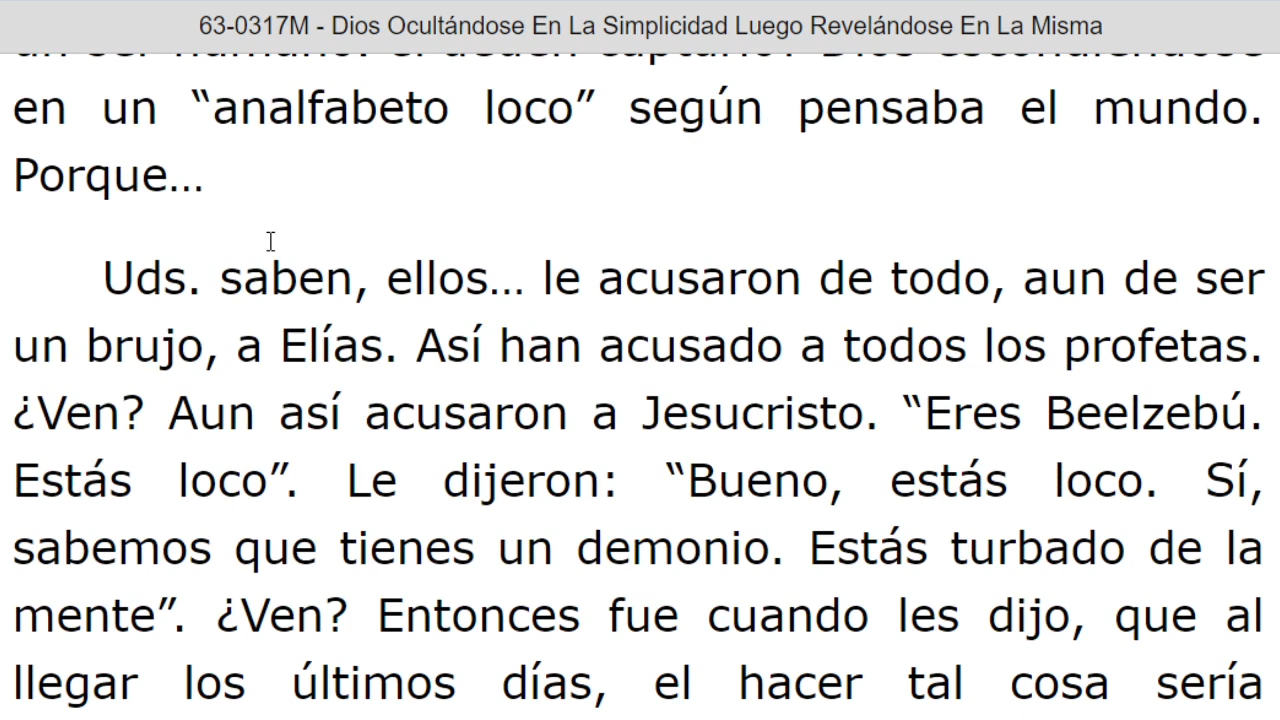 63-0317M - Dios Ocultándose En La Simplicidad Luego Revelándose En La Misma
en un “analfabeto loco” según pensaba el mundo.
Porque…
Uds. saben, ellos… le acusaron de todo, aun de ser
un brujo, a Elías. Así han acusado a todos los profetas.
¿Ven? Aun así acusaron a Jesucristo. “Eres Beelzebú.
Estás loco”. Le dijeron: “Bueno, estás loco. Sí,
sabemos que tienes un demonio. Estás turbado de la
mente”. ¿Ven? Entonces fue cuando les dijo, que al
llegar los últimos días, el hacer tal cosa sería